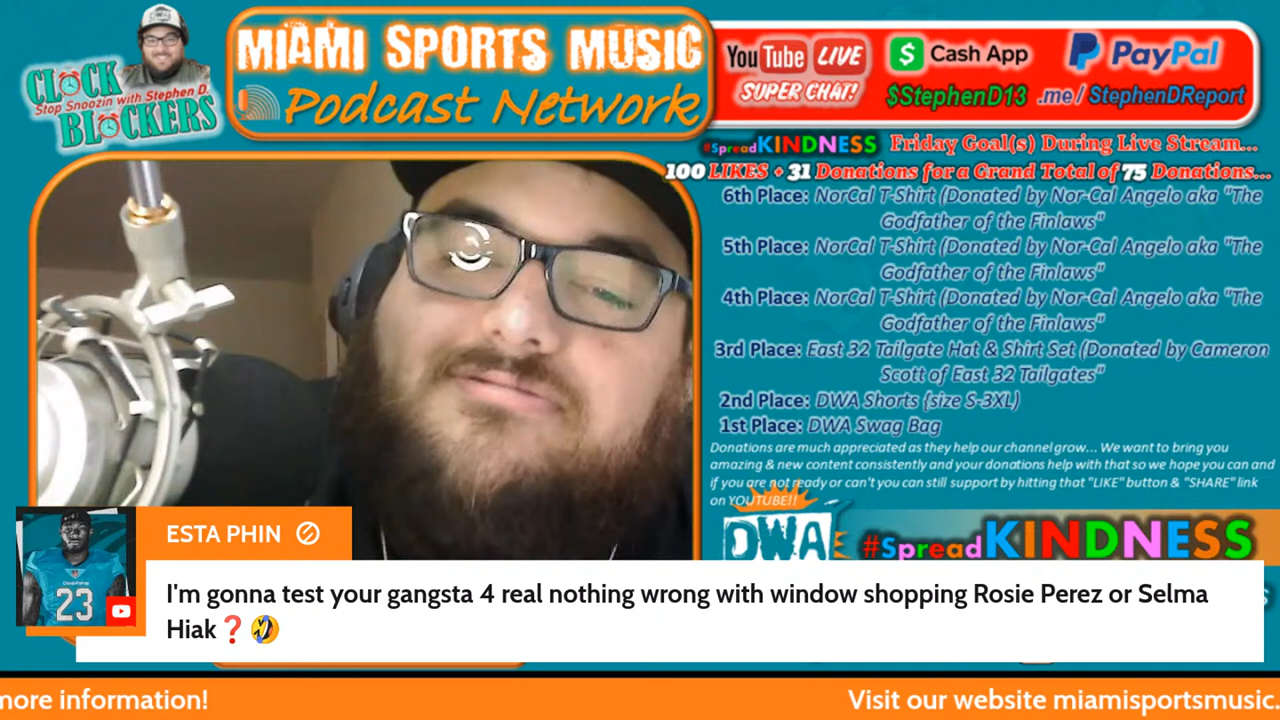 CLOCK
Stop Snoozin with Stephen D.
BLOCKERS
MIAMI SPORTS MUSIC
Podcast Network
YouTube LIVE
SUPER CHAT!
$ Cash App
$StephenD13
PayPal
.me/StephenDReport
#SpreadKINDNESS Friday Goal(s) During Live Stream...
100 LIKES + 31 Donations for a Grand Total of 75 Donations...
6th Place: NorCal T-Shirt (Donated by Nor-Cal Angelo aka "The
Godfather of the Finlaws"
5th Place: NorCal T-Shirt (Donated by Nor-Cal Angelo aka "The
Godfather of the Finlaws"
4th Place: NorCal T-Shirt (Donated by Nor-Cal Angelo aka "The
Godfather of the Finlaws"
3rd Place: East 32 Tailgate Hat & Shirt Set (Donated by Cameron
Scott of East 32 Tailgates"
2nd Place: DWA Shorts {size S-3XL)
1st Place: DWA Swag Bag
Donations are much appreciated as they help our channel grow... We want to bring you
amazing & new content consistently and your donations help with that so we hope you can and
if you are not ready or can't you can still support by hitting that "LIKE" button & "SHARE" link
on YOUTUBE!!
DWA
#SpreadKINDNESS
ESTA PHIN
23
I'm gonna test your gangsta 4 real nothing wrong with window shopping Rosie Perez or Selma
Hiak❓🤣
more information!
Visit our website miamisportsmusic.